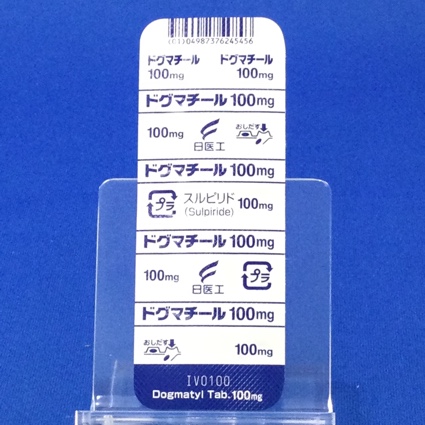 (01)04987376245456
ドグマチール ドグマチール
100mg 100mg
ドグマチール 100mg
100mg 日医工 おしだす
ドグマチール 100mg
プラ スルピリド (Sulpiride) 100mg
ドグマチール 100mg
100mg 日医工 プラ
ドグマチール 100mg
おしだす 100mg
IV0100
Dogmatyl Tab. 100mg